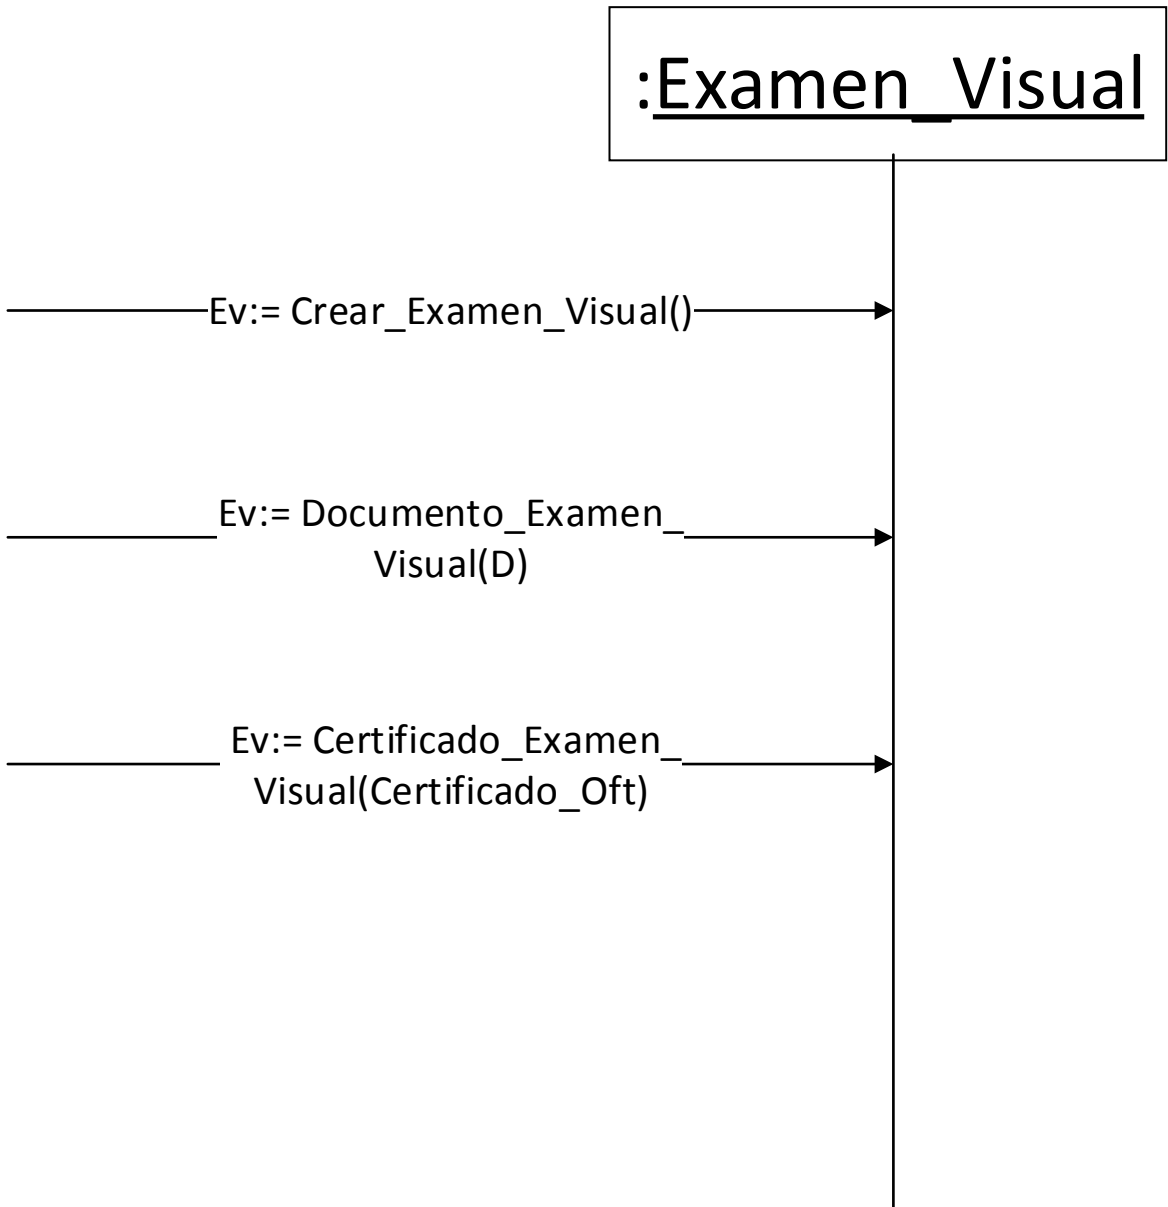 :Examen_Visual
Ev:= Crear_Examen_Visual()
Ev:= Documento_Examen_
Visual(D)
Ev:= Certificado_Examen_
Visual(Certificado_Oft)